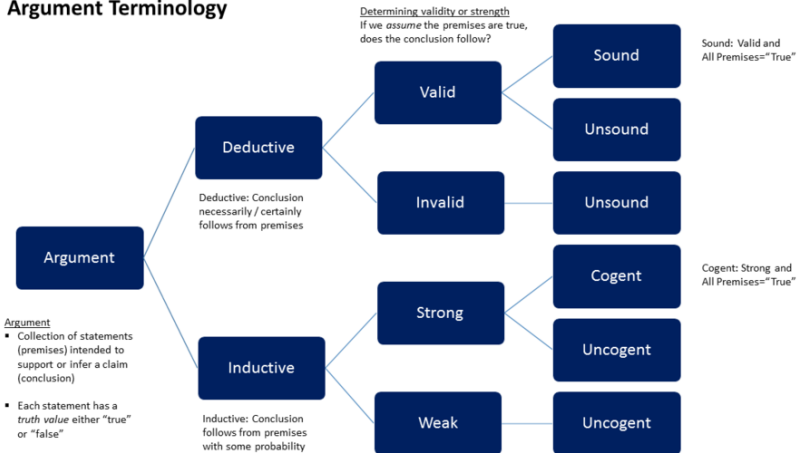 Argument Terminology
Determining validity or strength
If we assume the premises are true,
does the conclusion follow?
Sound
Sound: Valid and
All Premises="True"
Valid
Unsound
Deductive
Deductive: Conclusion
necessarily / certainly
follows from premises
Invalid
Unsound
Argument
Cogent
Cogent: Strong and
All Premises="True"
Strong
Argument
▪ Collection of statements
(premises) intended to
support or infer a claim
(conclusion)
▪ Each statement has a
truth value either “true”
or “false”
Uncogent
Inductive
Inductive: Conclusion
follows from premises
with some probability
Weak
Uncogent